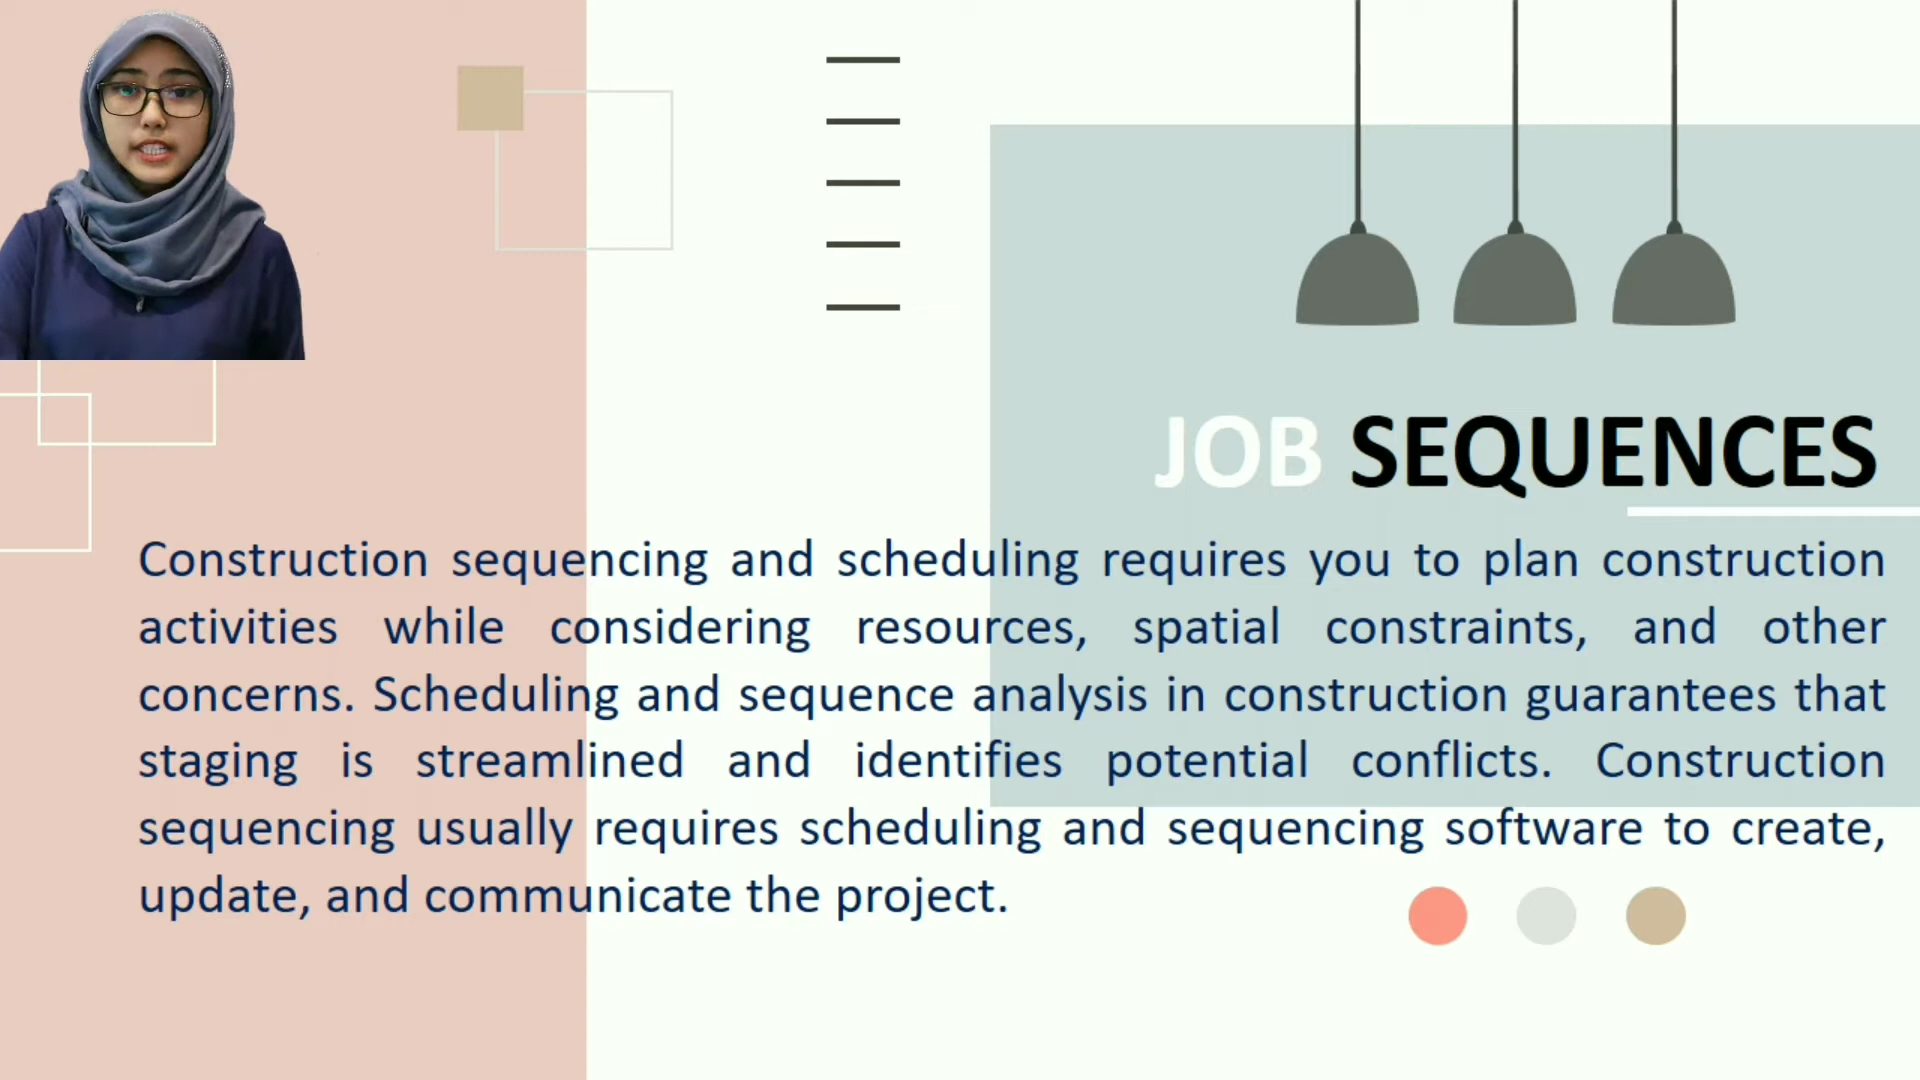 JOB SEQUENCES
Construction sequencing and scheduling requires you to plan construction
activities while considering resources, spatial constraints, and other
concerns. Scheduling and sequence analysis in construction guarantees that
staging is streamlined and identifies potential conflicts. Construction
sequencing usually requires scheduling and sequencing software to create,
update, and communicate the project.